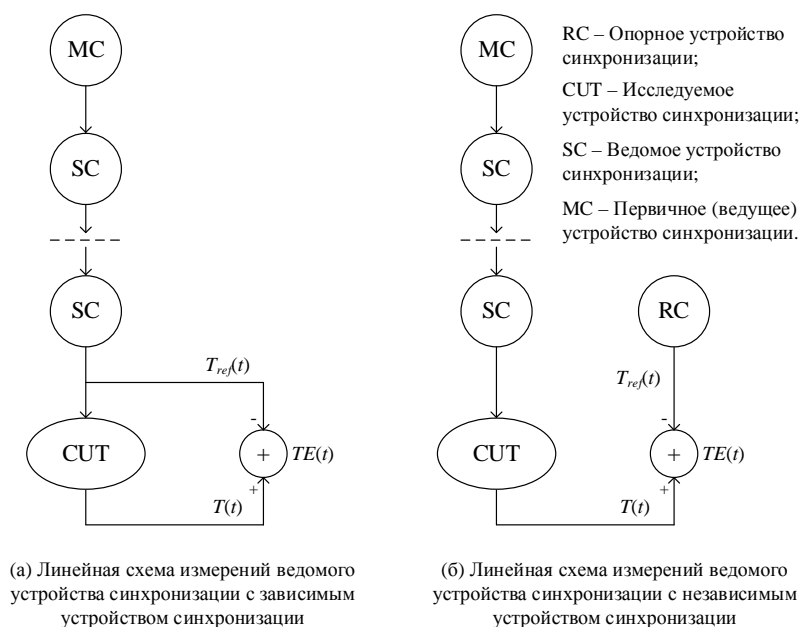 MC
SC
SC
T_ref(t)
-
CUT
+
TE(t)
+
T(t)
(а) Линейная схема измерений ведомого
устройства синхронизации с зависимым
устройством синхронизации
MC
SC
SC
RC
T_ref(t)
-
CUT
+
TE(t)
+
T(t)
(б) Линейная схема измерений ведомого
устройства синхронизации с независимым
устройством синхронизации
RC – Опорное устройство
синхронизации;
CUT – Исследуемое
устройство синхронизации;
SC – Ведомое устройство
синхронизации;
MC – Первичное (ведущее)
устройство синхронизации.